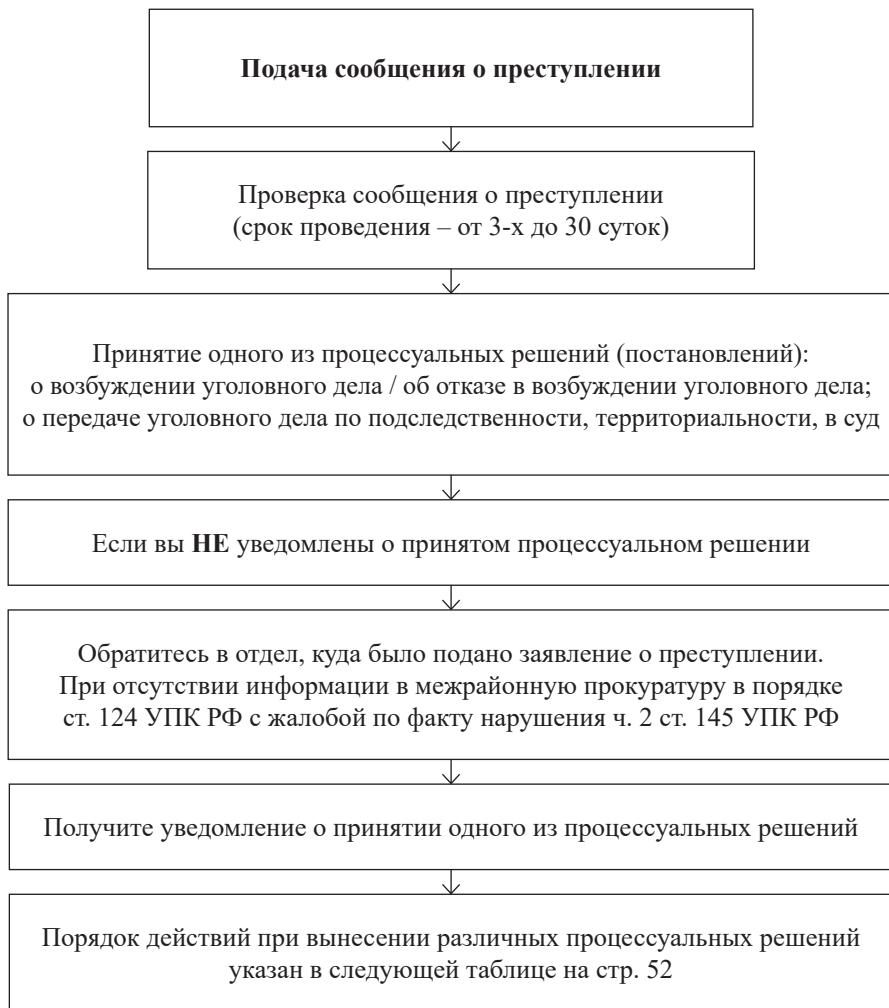 Подача сообщения о преступлении
Проверка сообщения о преступлении
(срок проведения – от 3-х до 30 суток)
Принятие одного из процессуальных решений (постановлений):
о возбуждении уголовного дела / об отказе в возбуждении уголовного дела;
о передаче уголовного дела по подследственности, территориальности, в суд
Если вы НЕ уведомлены о принятом процессуальном решении
Обратитесь в отдел, куда было подано заявление о преступлении.
При отсутствии информации в межрайонную прокуратуру в порядке
ст. 124 УПК РФ с жалобой по факту нарушения ч. 2 ст. 145 УПК РФ
Получите уведомление о принятии одного из процессуальных решений
Порядок действий при вынесении различных процессуальных решений
указан в следующей таблице на стр. 52